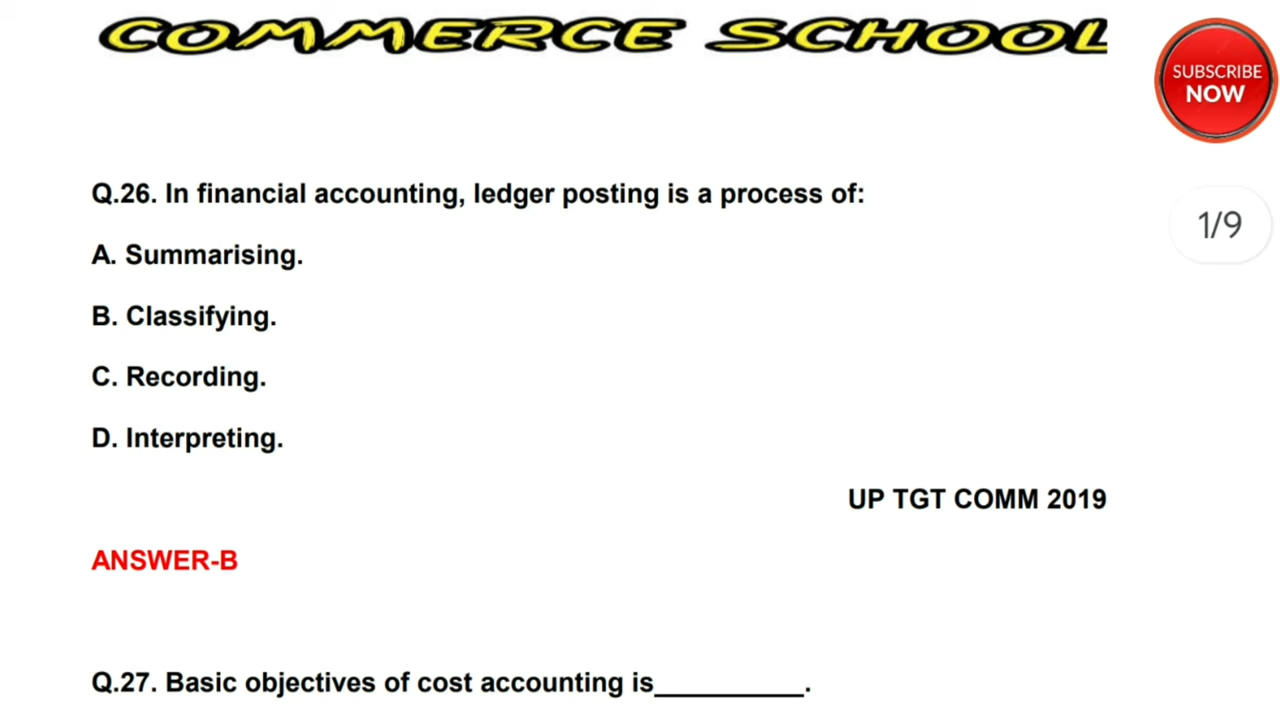 COMMERCE SCHOOL
SUBSCRIBE
NOW
1/9
Q.26. In financial accounting, ledger posting is a process of:
A. Summarising.
B. Classifying.
C. Recording.
D. Interpreting.
UP TGT COMM 2019
ANSWER-B
Q.27. Basic objectives of cost accounting is__________.